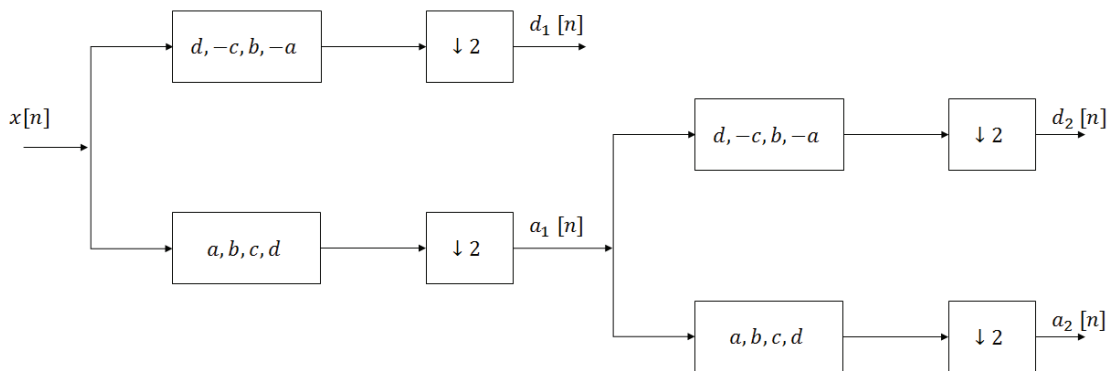 d₁ [n]
d, −c, b, −a
↓ 2
x[n]
d₂ [n]
d, −c, b, −a
↓ 2
a₁ [n]
a, b, c, d
↓ 2
a₂ [n]
a, b, c, d
↓ 2